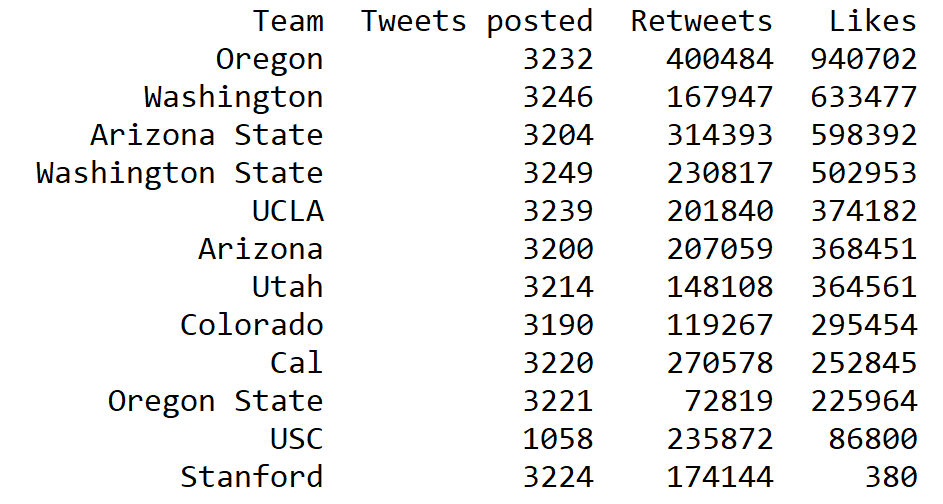 Team Tweets posted Retweets Likes
Oregon 3232 400484 940702
Washington 3246 167947 633477
Arizona State 3204 314393 598392
Washington State 3249 230817 502953
UCLA 3239 201840 374182
Arizona 3200 207059 368451
Utah 3214 148108 364561
Colorado 3190 119267 295454
Cal 3220 270578 252845
Oregon State 3221 72819 225964
USC 1058 235872 86800
Stanford 3224 174144 380